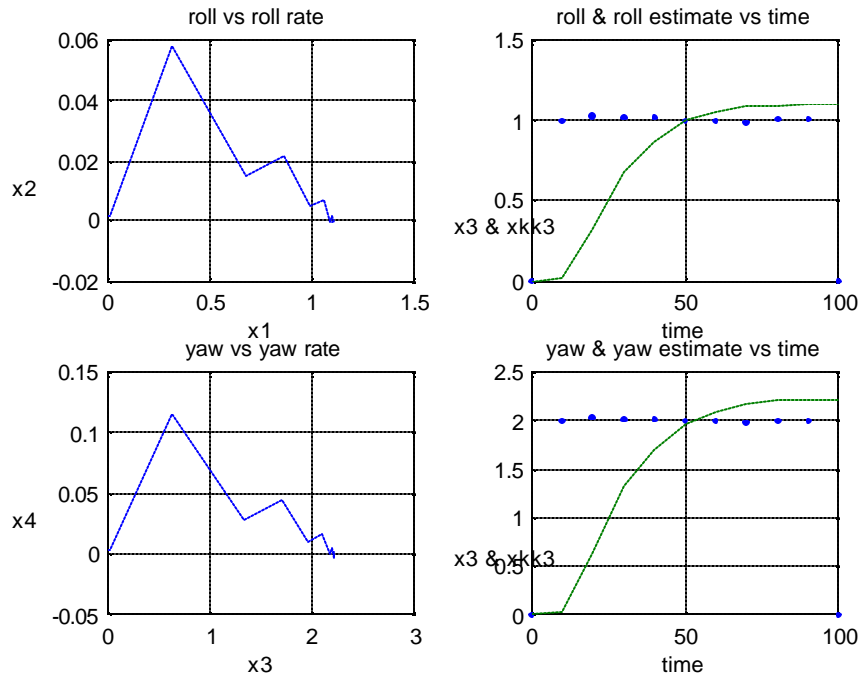 roll vs roll rate
0.06
0.04
0.02
0
-0.02
x2
0
0.5
1
1.5
x1
roll & roll estimate vs time
1.5
1
0.5
0
x3 & xkk3
0
50
100
time
yaw vs yaw rate
0.15
0.1
0.05
0
-0.05
x4
0
1
2
3
x3
yaw & yaw estimate vs time
2.5
2
1.5
1
0.5
0
x3 & xkk3
0
50
100
time